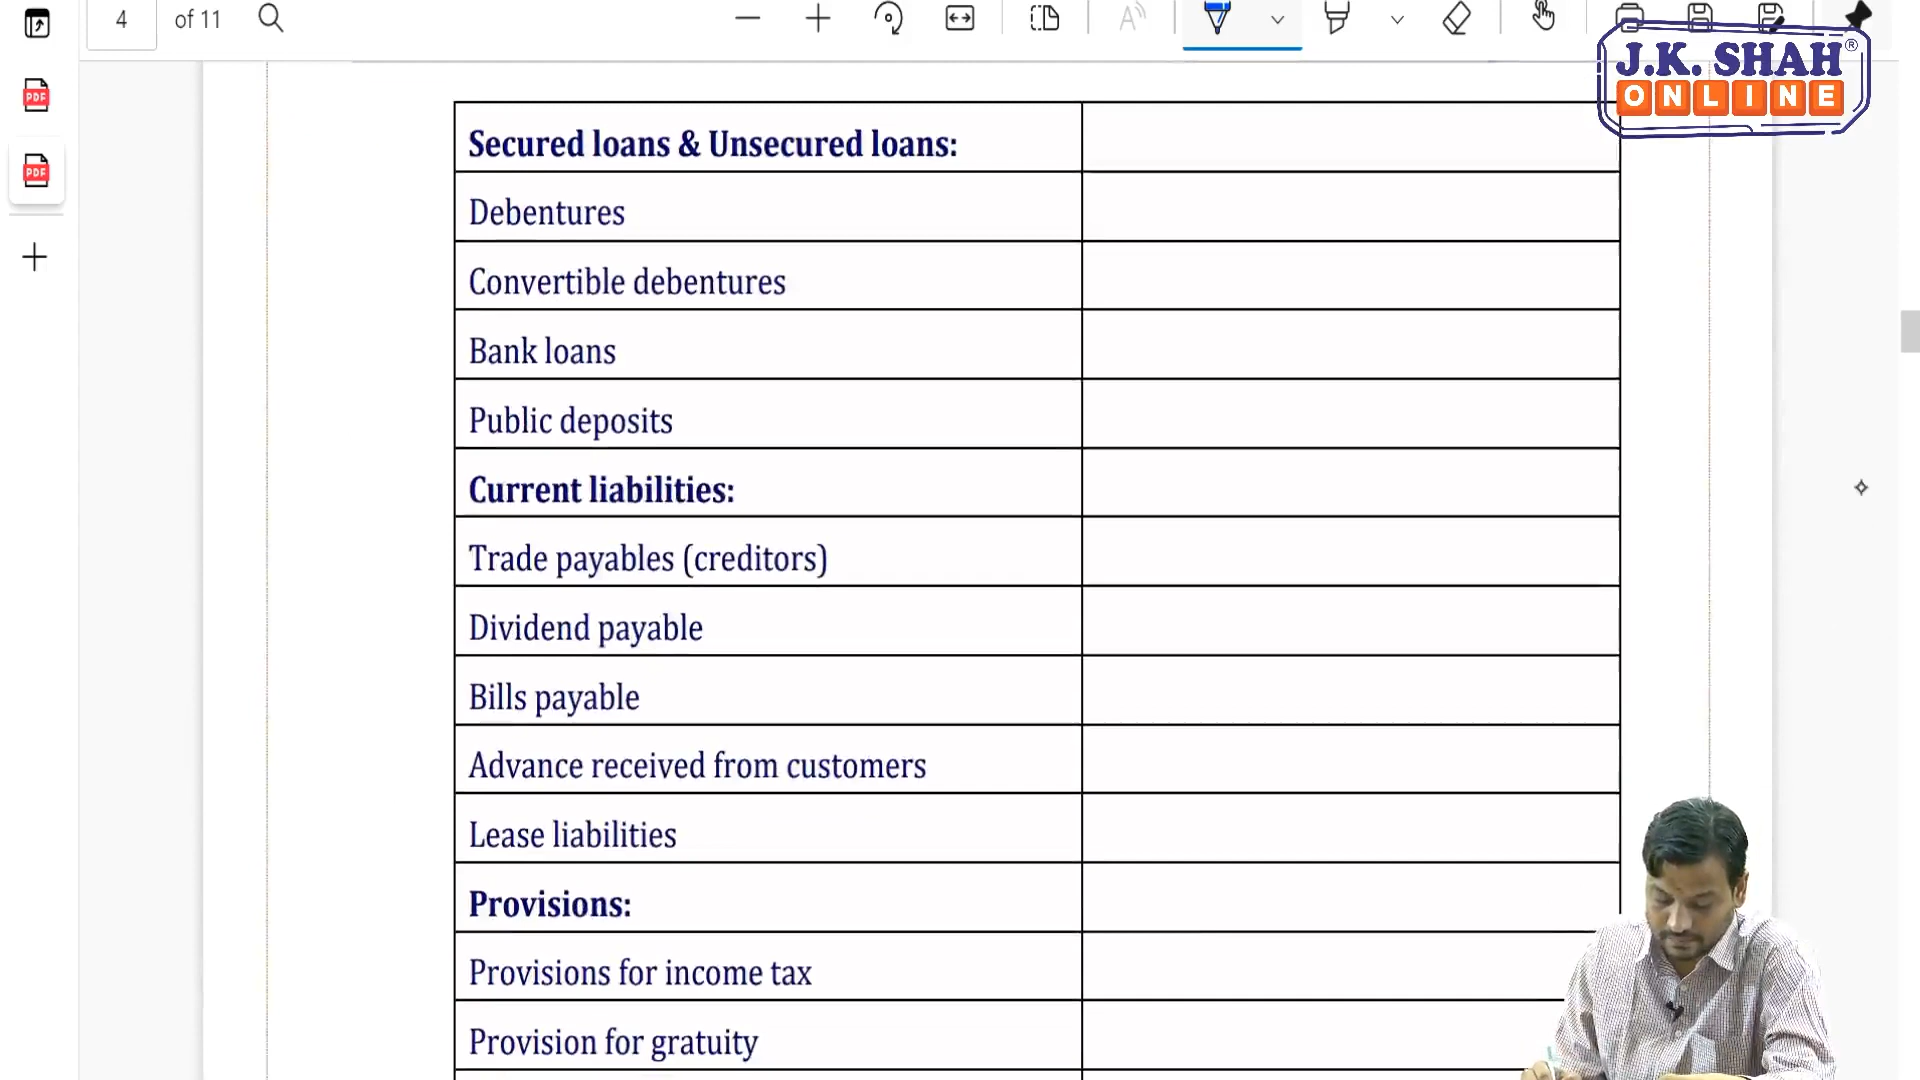 4
of 11
J.K. SHAH®
ONLINE
PDF
PDF
Secured loans & Unsecured loans:
Debentures
Convertible debentures
Bank loans
Public deposits
Current liabilities:
Trade payables (creditors)
Dividend payable
Bills payable
Advance received from customers
Lease liabilities
Provisions:
Provisions for income tax
Provision for gratuity